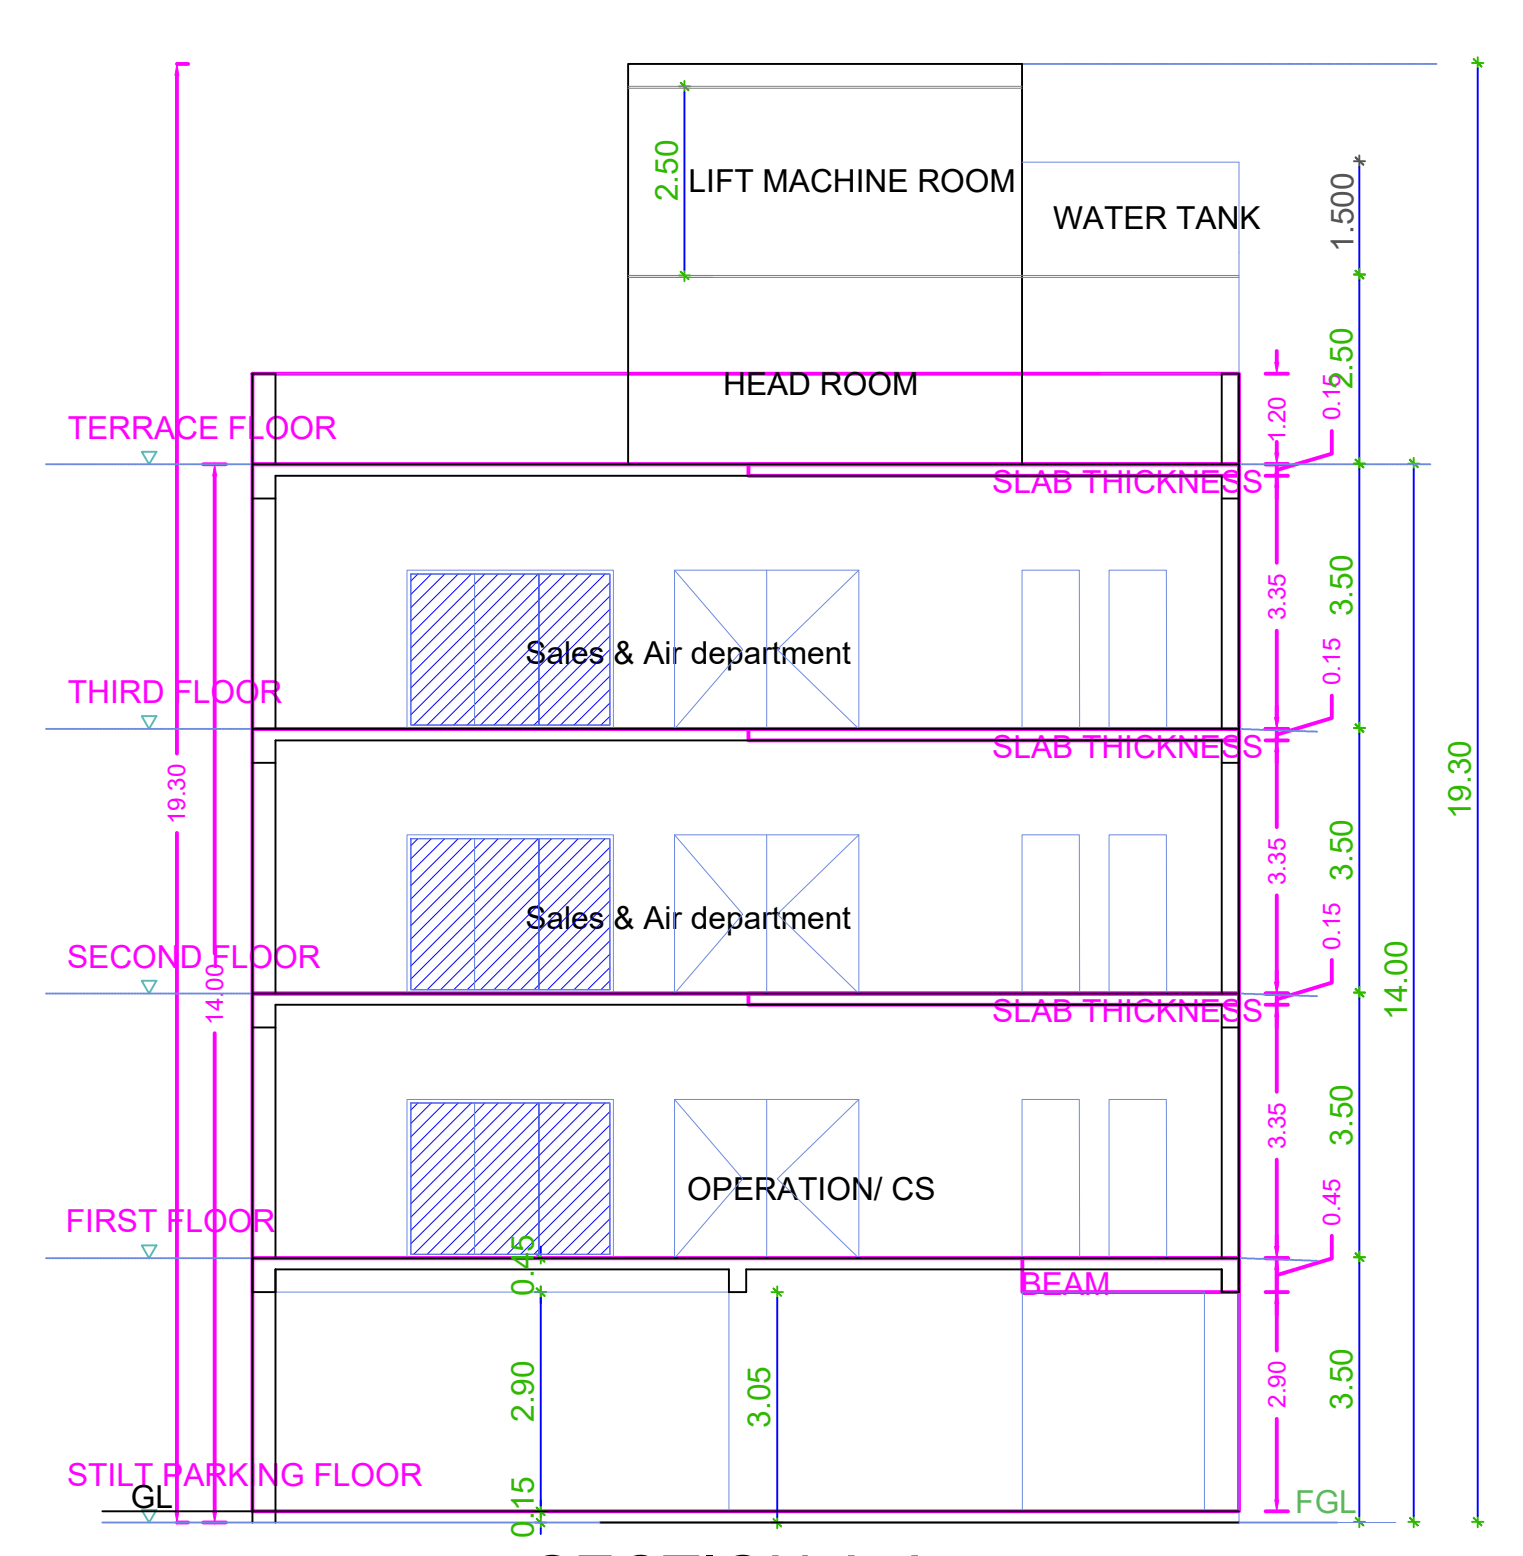 2.50
LIFT MACHINE ROOM
WATER TANK
1.500
2.50
HEAD ROOM
0.15
1.20
TERRACE FLOOR
SLAB THICKNESS
3.35
3.50
Sales & Air department
0.15
THIRD FLOOR
SLAB THICKNESS
19.30
19.30
3.35
3.50
Sales & Air department
0.15
SECOND FLOOR
14.00
14.00
SLAB THICKNESS
3.35
3.50
OPERATION/ CS
0.45
FIRST FLOOR
0.45
BEAM
2.90
3.05
2.90
3.50
STILT PARKING FLOOR
GL
0.15
FGL